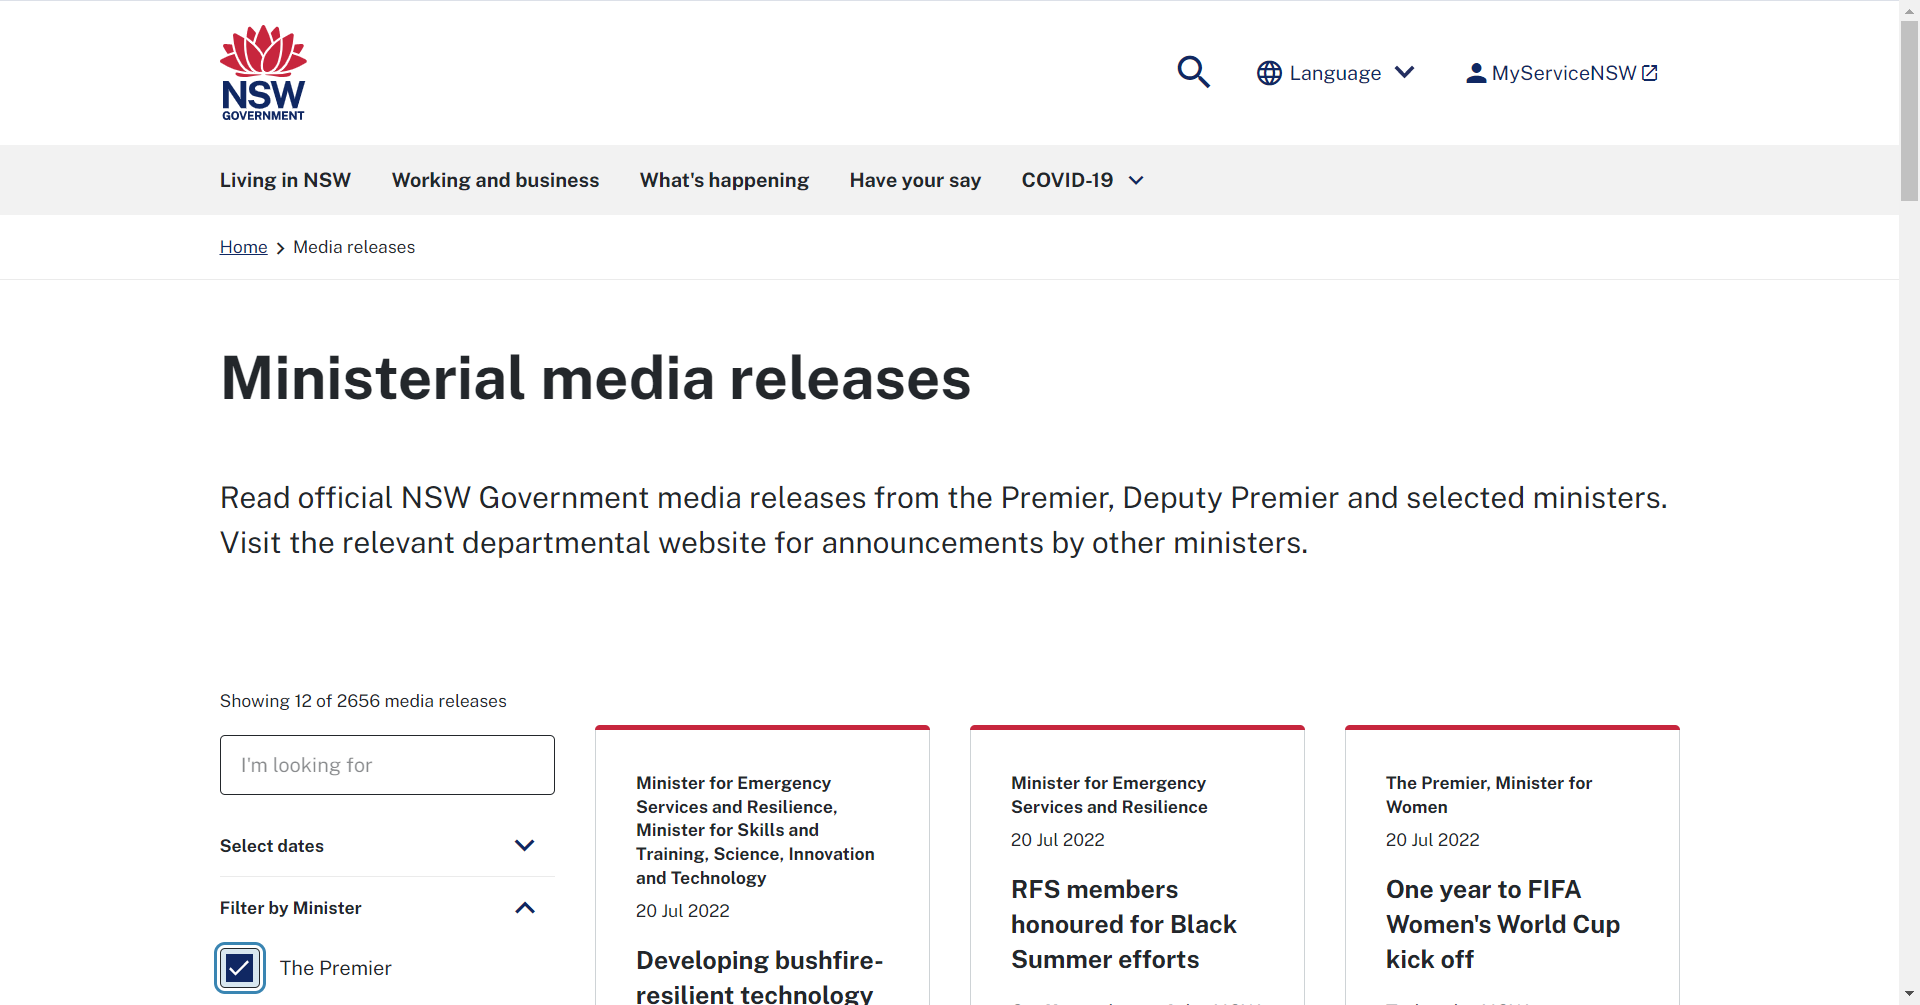 NSW
GOVERNMENT
Language
MyServiceNSW
Living in NSW
Working and business
What's happening
Have your say
COVID-19
Home
Media releases
Ministerial media releases
Read official NSW Government media releases from the Premier, Deputy Premier and selected ministers.
Visit the relevant departmental website for announcements by other ministers.
Showing 12 of 2656 media releases
I'm looking for
Select dates
Filter by Minister
The Premier
Minister for Emergency
Services and Resilience,
Minister for Skills and
Training, Science, Innovation
and Technology
20 Jul 2022
Developing bushfire-
resilient technology
Minister for Emergency
Services and Resilience
20 Jul 2022
RFS members
honoured for Black
Summer efforts
The Premier, Minister for
Women
20 Jul 2022
One year to FIFA
Women's World Cup
kick off